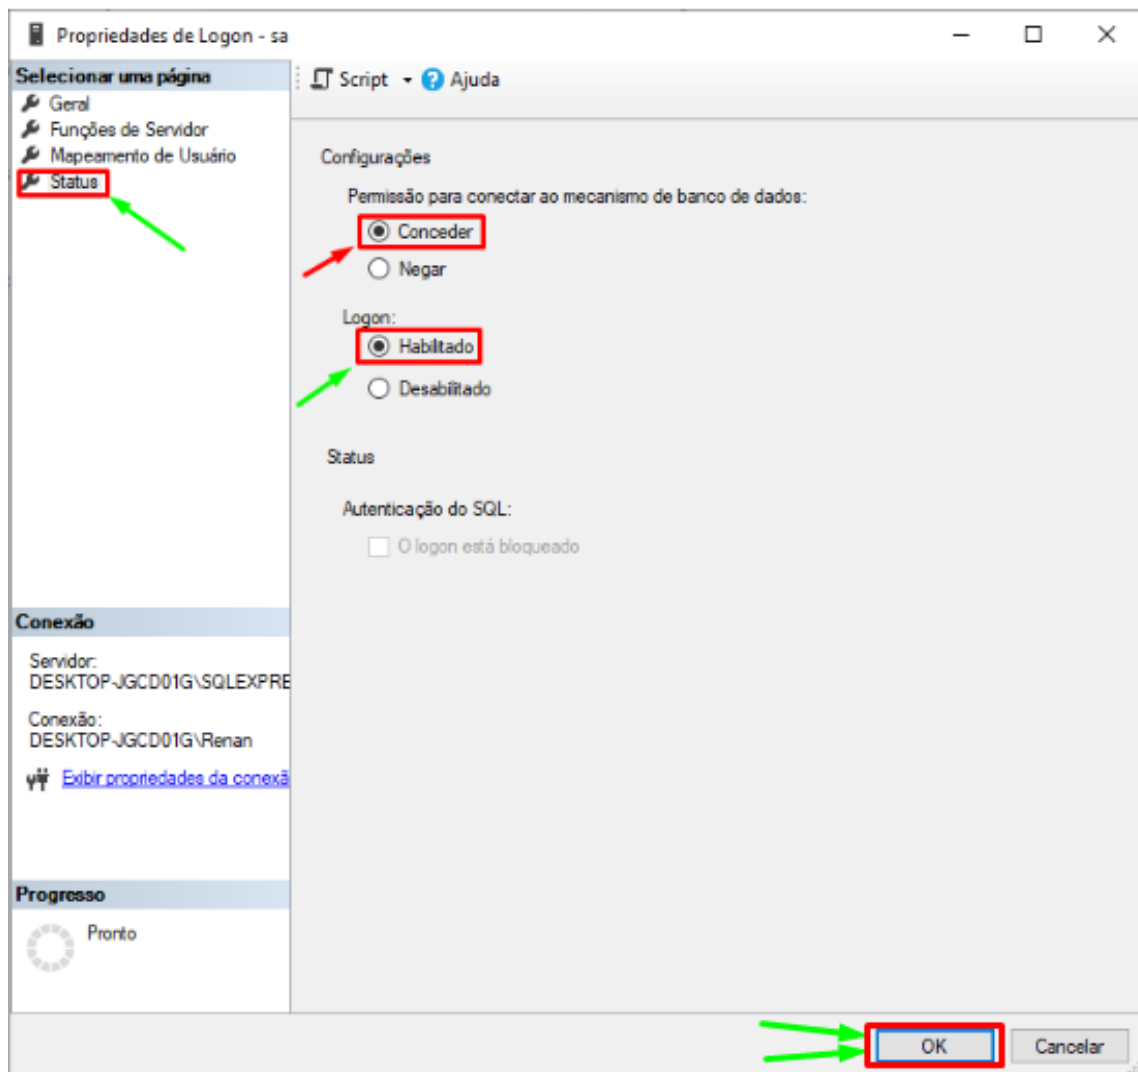 Propriedades de Logon - sa
Selecionar uma página
Geral
Funções de Servidor
Mapeamento de Usuário
Status
Script
Ajuda
Configurações
Permissão para conectar ao mecanismo de banco de dados:
Conceder
Negar
Logon:
Habilitado
Desabilitado
Status
Autenticação do SQL:
O logon está bloqueado
Conexão
Servidor:
DESKTOP-JGCD01G\SQLEXPRE
Conexão:
DESKTOP-JGCD01G\Renan
Exibir propriedades da conexã
Progresso
Pronto
OK
Cancelar